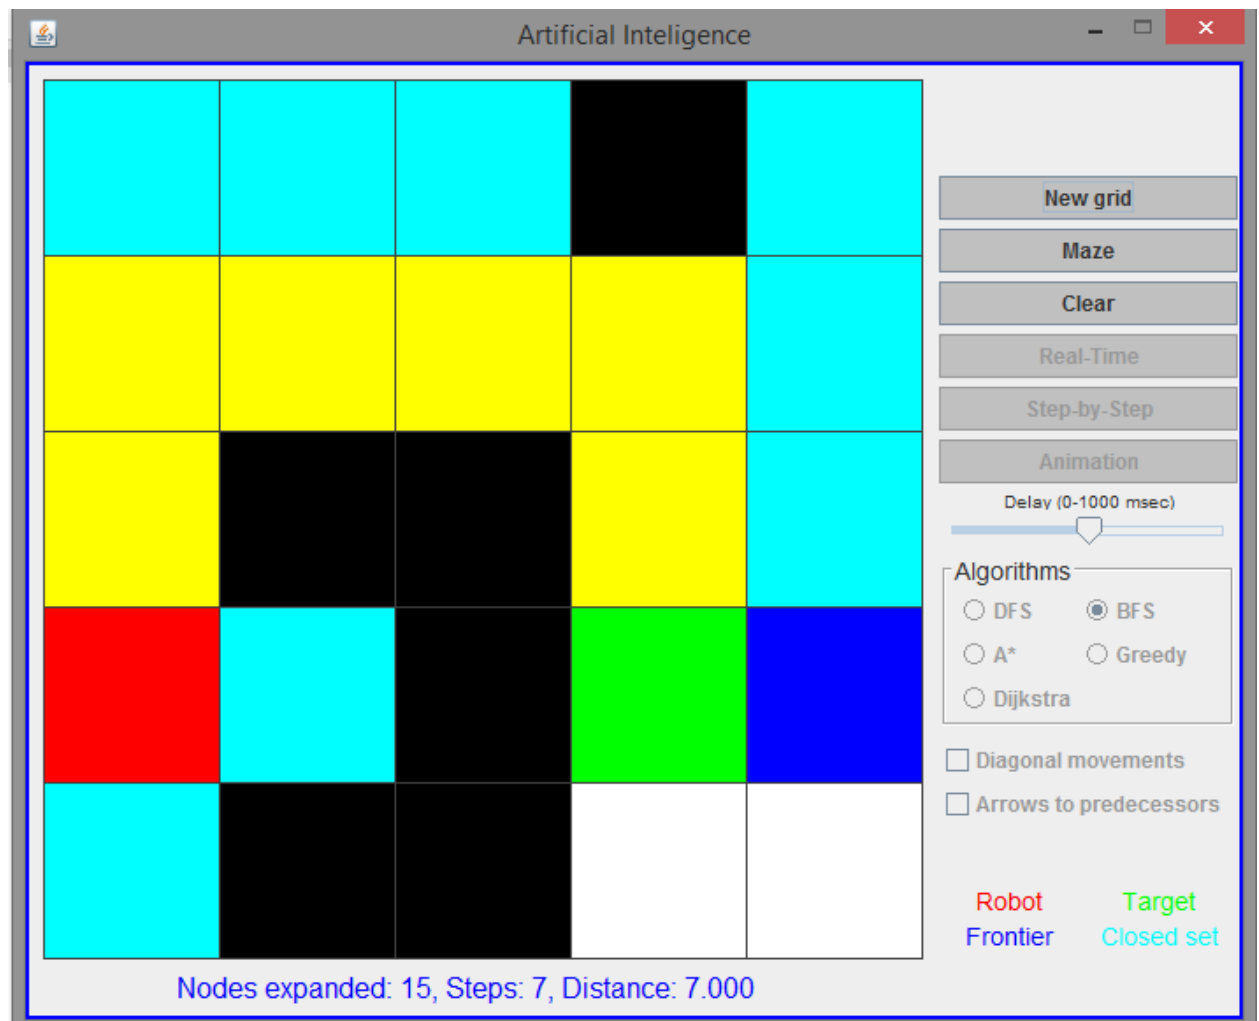 Artificial Inteligence
New grid
Maze
Clear
Real-Time
Step-by-Step
Animation
Delay (0-1000 msec)
Algorithms
DFS BFS
A* Greedy
Dijkstra
Diagonal movements
Arrows to predecessors
Robot Target
Frontier Closed set
Nodes expanded: 15, Steps: 7, Distance: 7.000